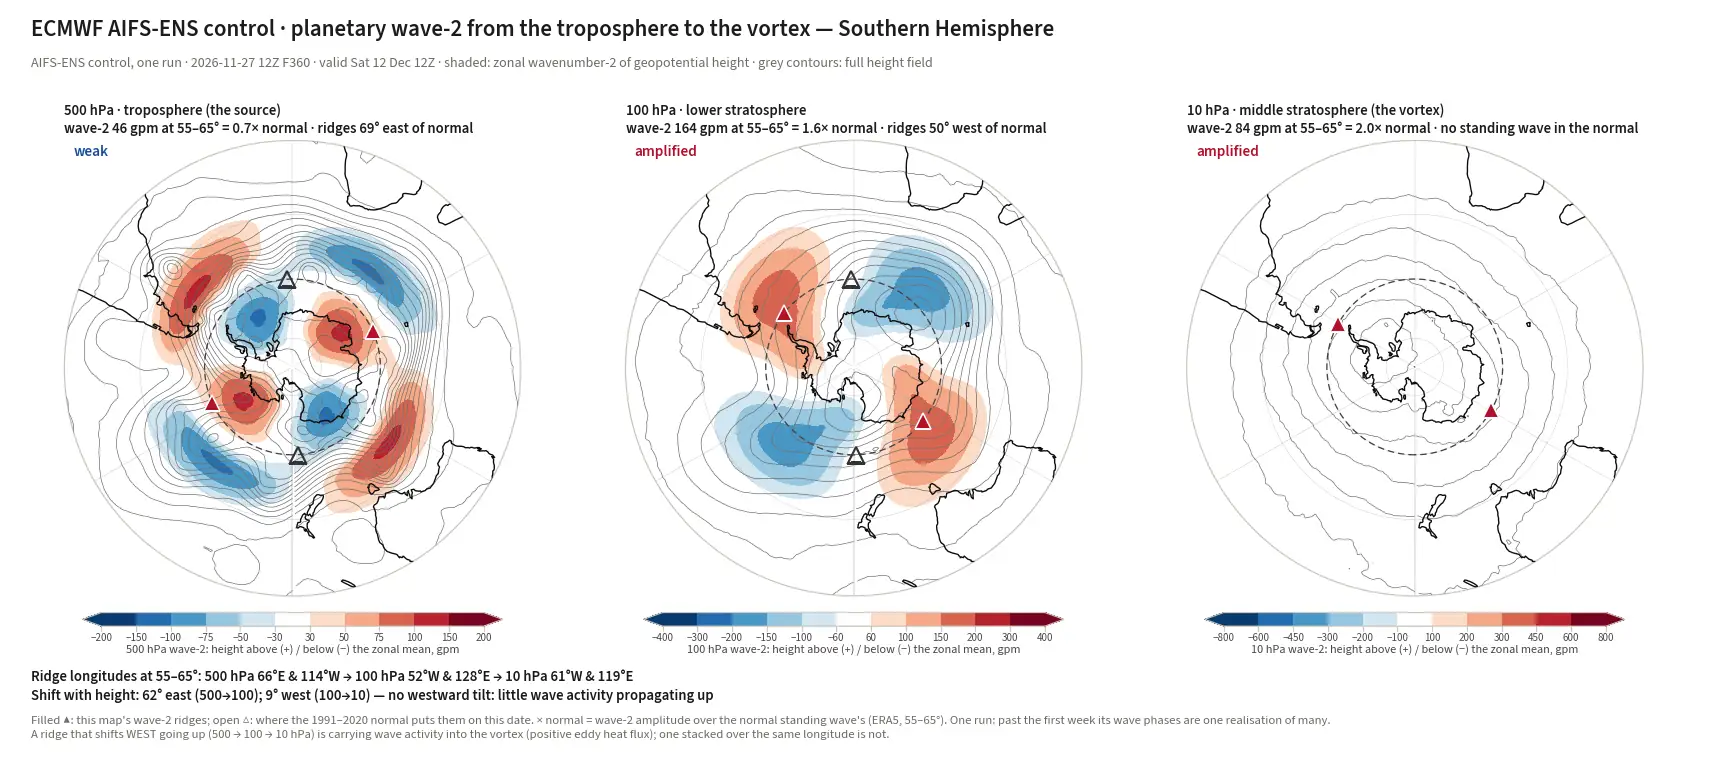 ECMWF AIFS-ENS control · planetary wave-2 from the troposphere to the vortex — Southern Hemisphere
AIFS-ENS control, one run · 2026-11-27 12Z F360 · valid Sat 12 Dec 12Z · shaded: zonal wavenumber-2 of geopotential height · grey contours: full height field
500 hPa · troposphere (the source)
wave-2 46 gpm at 55–65° = 0.7× normal · ridges 69° east of normal
weak
100 hPa · lower stratosphere
wave-2 164 gpm at 55–65° = 1.6× normal · ridges 50° west of normal
amplified
10 hPa · middle stratosphere (the vortex)
wave-2 84 gpm at 55–65° = 2.0× normal · no standing wave in the normal
amplified
−200 −150 −100 −75 −50 −30 30 50 75 100 150 200
500 hPa wave-2: height above (+) / below (−) the zonal mean, gpm
−400 −300 −200 −150 −100 −60 60 100 150 200 300 400
100 hPa wave-2: height above (+) / below (−) the zonal mean, gpm
−800 −600 −450 −300 −200 −100 100 200 300 450 600 800
10 hPa wave-2: height above (+) / below (−) the zonal mean, gpm
Ridge longitudes at 55–65°: 500 hPa 66°E & 114°W → 100 hPa 52°W & 128°E → 10 hPa 61°W & 119°E
Shift with height: 62° east (500→100); 9° west (100→10) — no westward tilt: little wave activity propagating up
Filled ▲: this map's wave-2 ridges; open △: where the 1991–2020 normal puts them on this date. × normal = wave-2 amplitude over the normal standing wave's (ERA5, 55–65°). One run: past the first week its wave phases are one realisation of many.
A ridge that shifts WEST going up (500 → 100 → 10 hPa) is carrying wave activity into the vortex (positive eddy heat flux); one stacked over the same longitude is not.